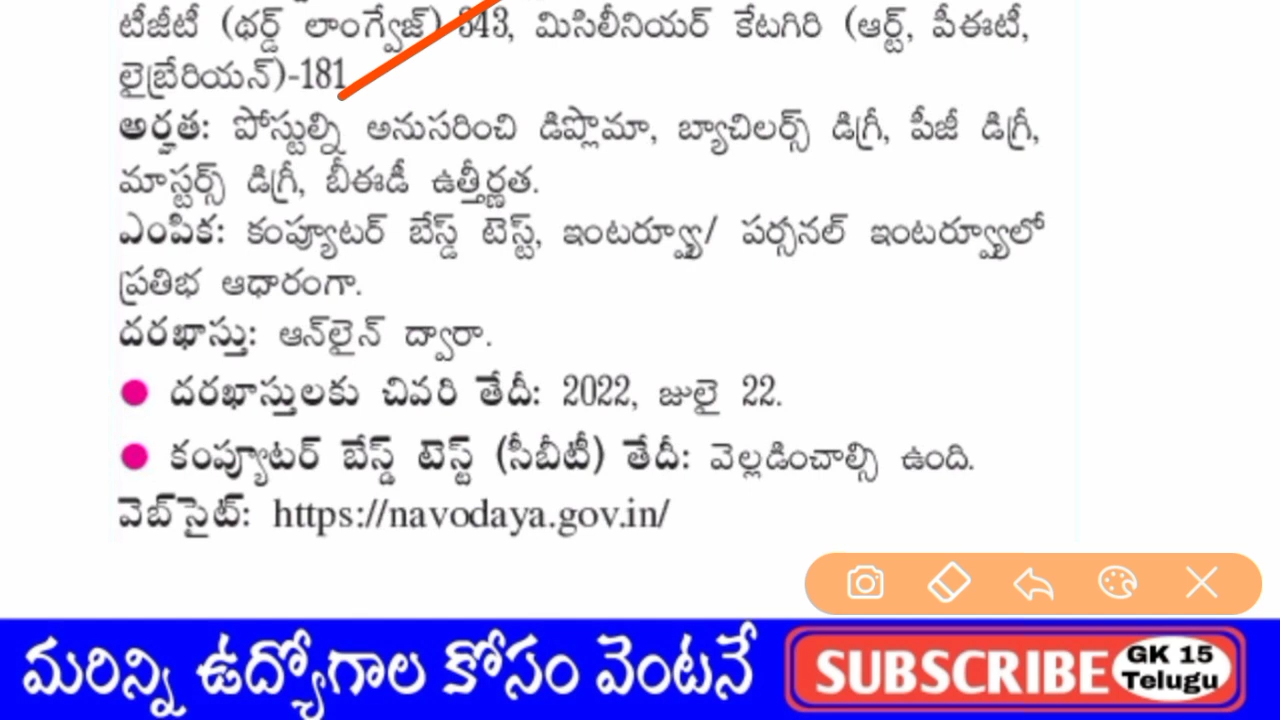 టీజీటీ (థర్డ్ లాంగ్వేజ్)-343, మిసిలీనియర్ కేటగిరి (ఆర్ట్, పీఈటీ,
లైబ్రేరియన్)-181
అర్హత: పోస్టుల్ని అనుసరించి డిప్లొమా, బ్యాచిలర్స్ డిగ్రీ, పీజీ డిగ్రీ,
మాస్టర్స్ డిగ్రీ, బీఈడీ ఉత్తీర్ణత.
ఎంపిక: కంప్యూటర్ బేస్డ్ టెస్ట్, ఇంటర్వ్యూ/ పర్సనల్ ఇంటర్వ్యూలో
ప్రతిభ ఆధారంగా.
దరఖాస్తు: ఆన్‌లైన్ ద్వారా.
● దరఖాస్తులకు చివరి తేదీ: 2022, జులై 22.
● కంప్యూటర్ బేస్డ్ టెస్ట్ (సీబీటీ) తేదీ: వెల్లడించాల్సి ఉంది.
వెబ్‌సైట్: https://navodaya.gov.in/
మరిన్ని ఉద్యోగాల కోసం వెంటనే SUBSCRIBE GK 15
Telugu